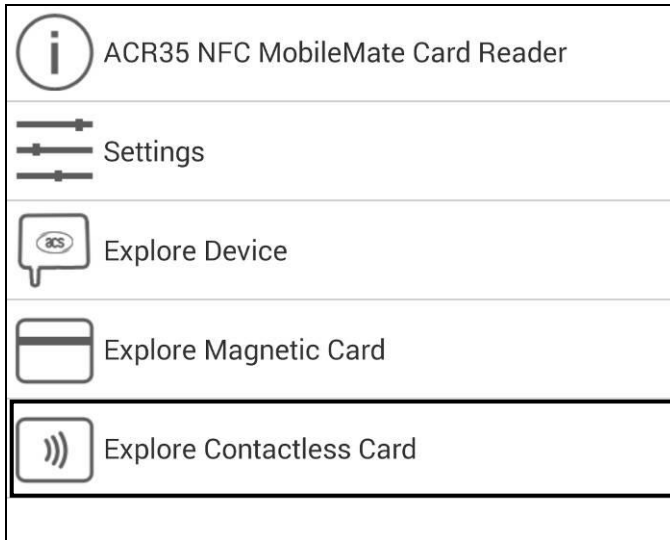 ACR35 NFC MobileMate Card Reader
Settings
acs
Explore Device
Explore Magnetic Card
Explore Contactless Card